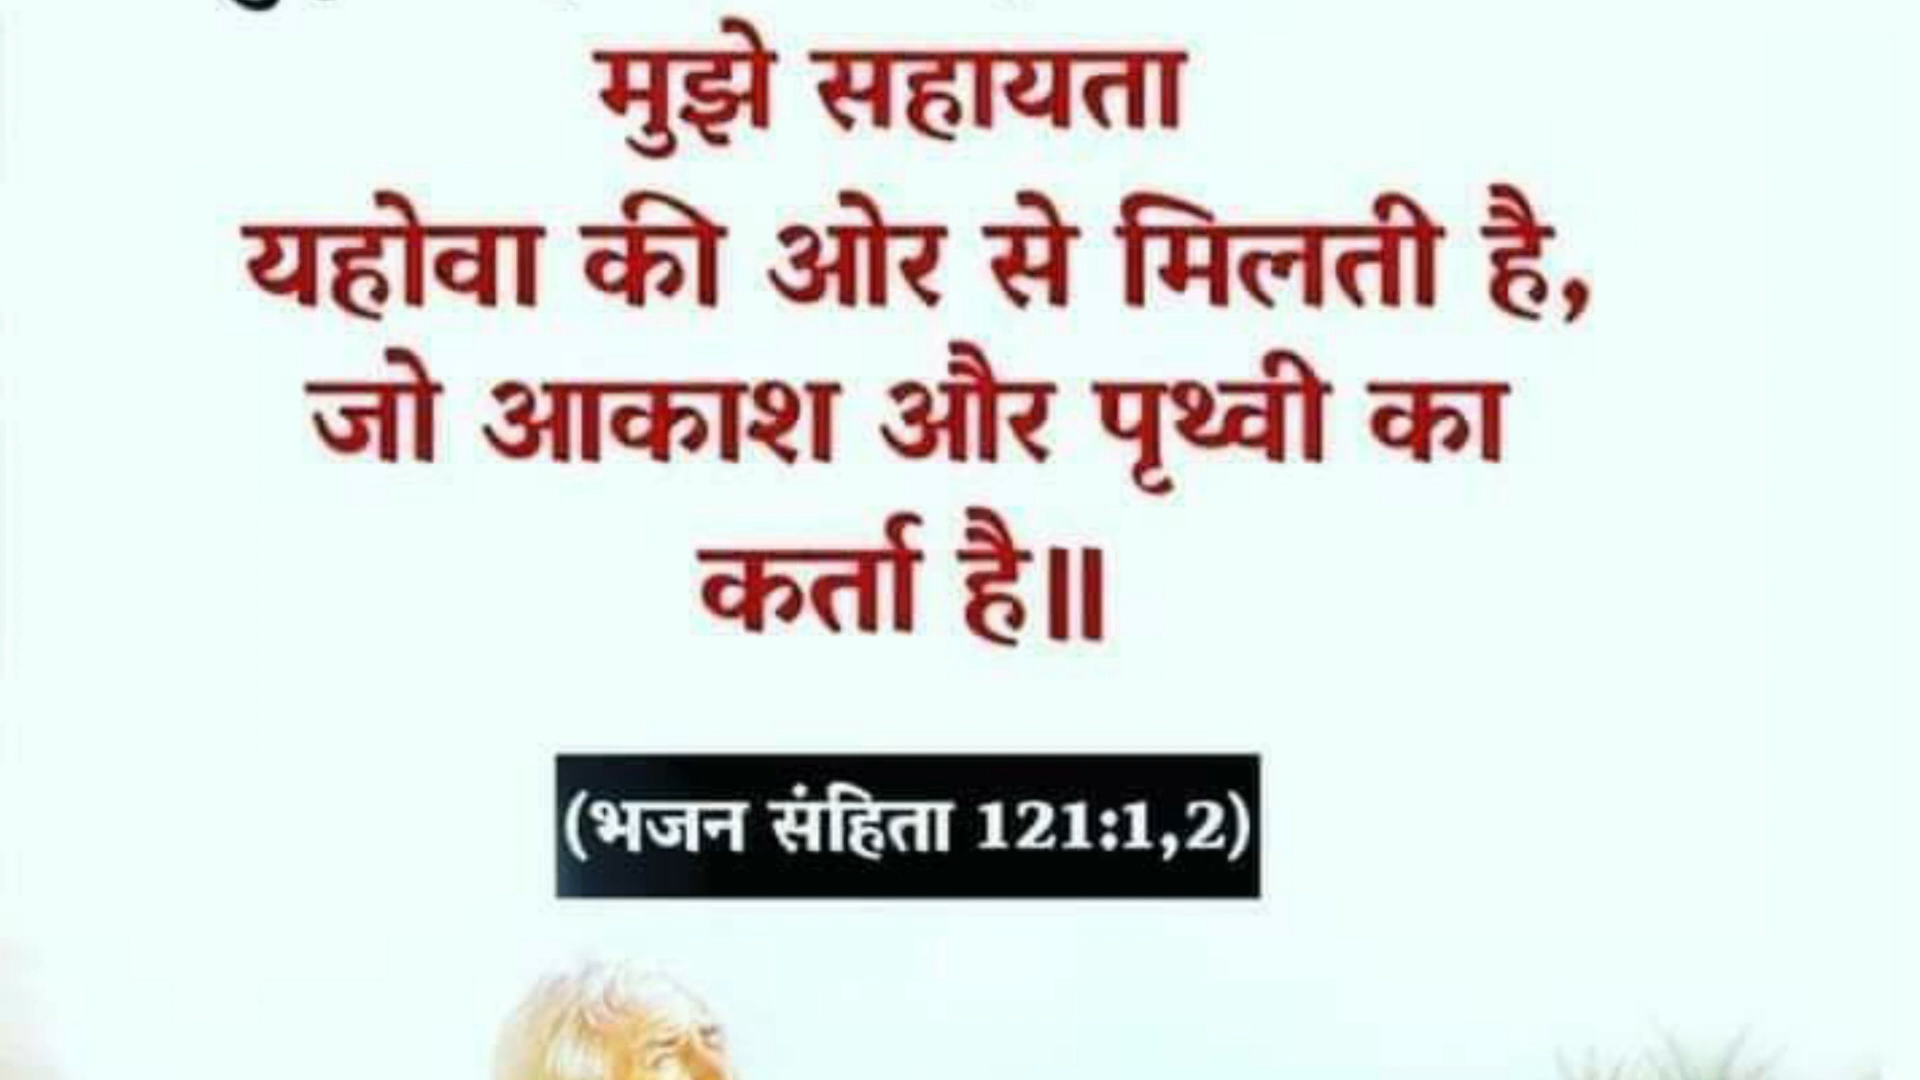 मुझे सहायता
यहोवा की ओर से मिलती है,
जो आकाश और पृथ्वी का
कर्ता है॥
(भजन संहिता 121:1,2)